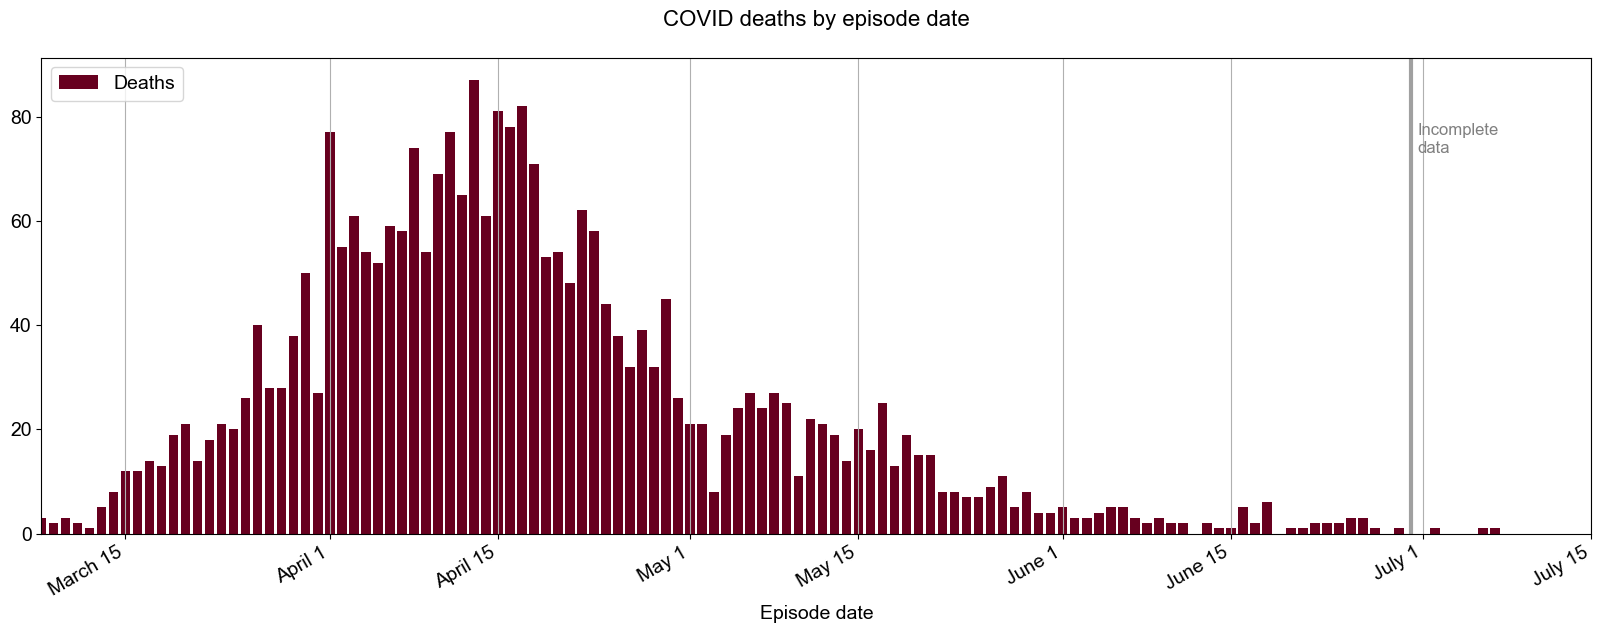 COVID deaths by episode date
Deaths
80
60
40
20
0
Incomplete
data
March 15
April 1
April 15
May 1
May 15
June 1
June 15
July 1
July 15
Episode date